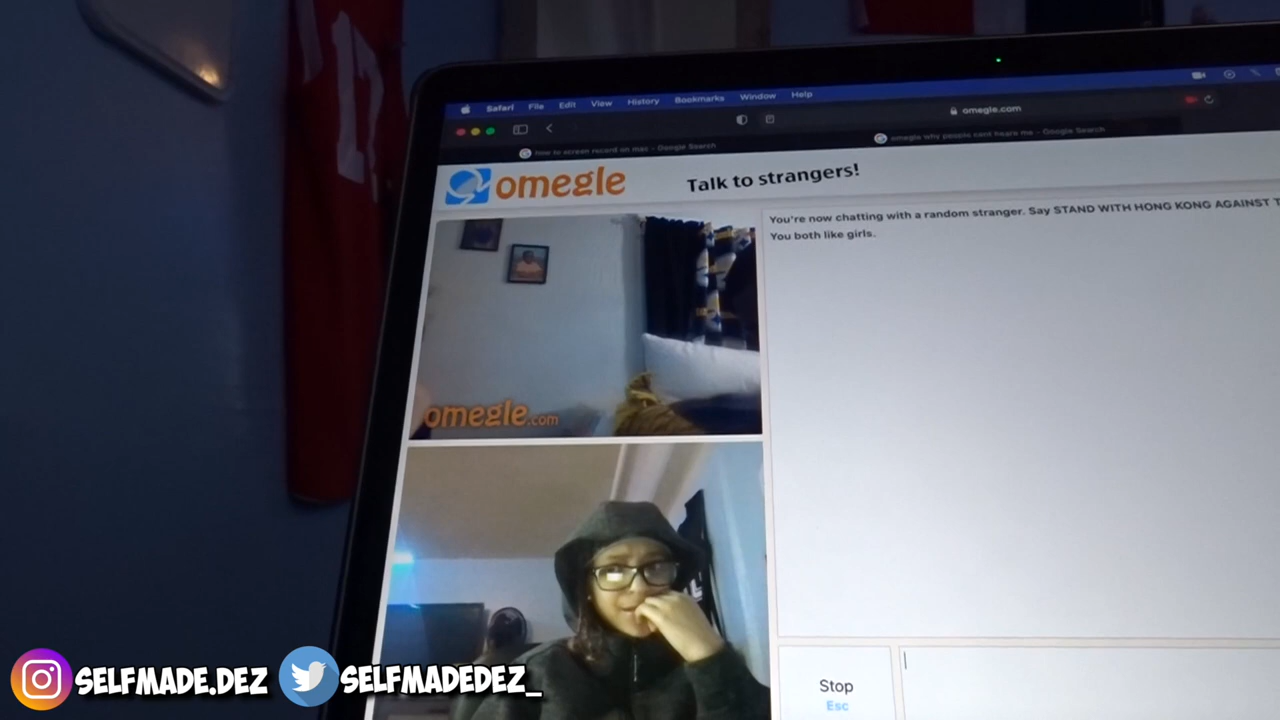 Safari File Edit View History Bookmarks Window Help
omegle.com
how to screen record on mac - Google Search
omegle why people cant hears me - Google Search
omegle
Talk to strangers!
You're now chatting with a random stranger. Say STAND WITH HONG KONG AGAINST T
You both like girls.
omegle.com
17
Stop
Esc
SELFMADE.DEZ
SELFMADEDEZ_